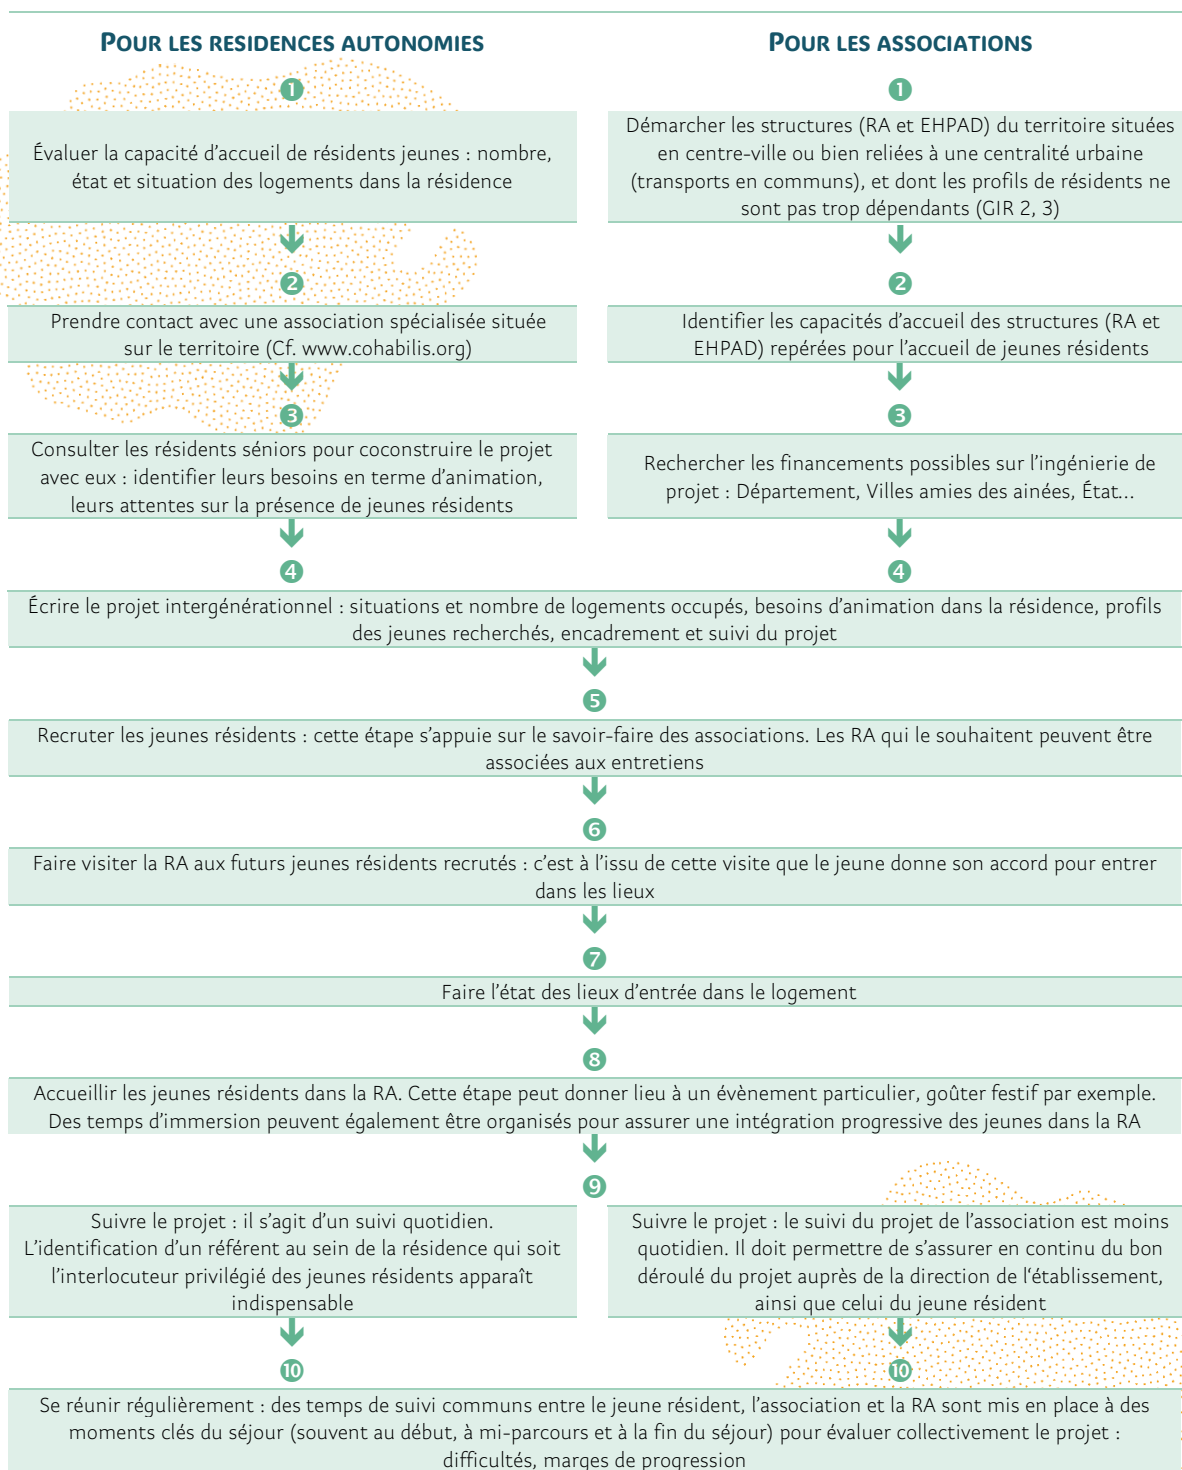 POUR LES RESIDENCES AUTONOMIES
POUR LES ASSOCIATIONS
1
1
Évaluer la capacité d'accueil de résidents jeunes : nombre,
état et situation des logements dans la résidence
Démarcher les structures (RA et EHPAD) du territoire situées
en centre-ville ou bien reliées à une centralité urbaine
(transports en communs), et dont les profils de résidents ne
sont pas trop dépendants (GIR 2, 3)
2
2
Prendre contact avec une association spécialisée située
sur le territoire (Cf. www.cohabilis.org)
Identifier les capacités d'accueil des structures (RA et
EHPAD) repérées pour l'accueil de jeunes résidents
3
3
Consulter les résidents séniors pour coconstruire le projet
avec eux : identifier leurs besoins en terme d'animation,
leurs attentes sur la présence de jeunes résidents
Rechercher les financements possibles sur l'ingénierie de
projet : Département, Villes amies des ainées, État...
4
4
Écrire le projet intergénérationnel : situations et nombre de logements occupés, besoins d'animation dans la résidence, profils
des jeunes recherchés, encadrement et suivi du projet
5
Recruter les jeunes résidents : cette étape s'appuie sur le savoir-faire des associations. Les RA qui le souhaitent peuvent être
associées aux entretiens
6
Faire visiter la RA aux futurs jeunes résidents recrutés : c'est à l'issu de cette visite que le jeune donne son accord pour entrer
dans les lieux
7
Faire l'état des lieux d'entrée dans le logement
8
Accueillir les jeunes résidents dans la RA. Cette étape peut donner lieu à un évènement particulier, goûter festif par exemple.
Des temps d'immersion peuvent également être organisés pour assurer une intégration progressive des jeunes dans la RA
9
Suivre le projet : il s'agit d'un suivi quotidien.
L'identification d'un référent au sein de la résidence qui soit
l'interlocuteur privilégié des jeunes résidents apparaît
indispensable
Suivre le projet : le suivi du projet de l'association est moins
quotidien. Il doit permettre de s'assurer en continu du bon
déroulé du projet auprès de la direction de l'établissement,
ainsi que celui du jeune résident
10
10
Se réunir régulièrement : des temps de suivi communs entre le jeune résident, l'association et la RA sont mis en place à des
moments clés du séjour (souvent au début, à mi-parcours et à la fin du séjour) pour évaluer collectivement le projet :
difficultés, marges de progression